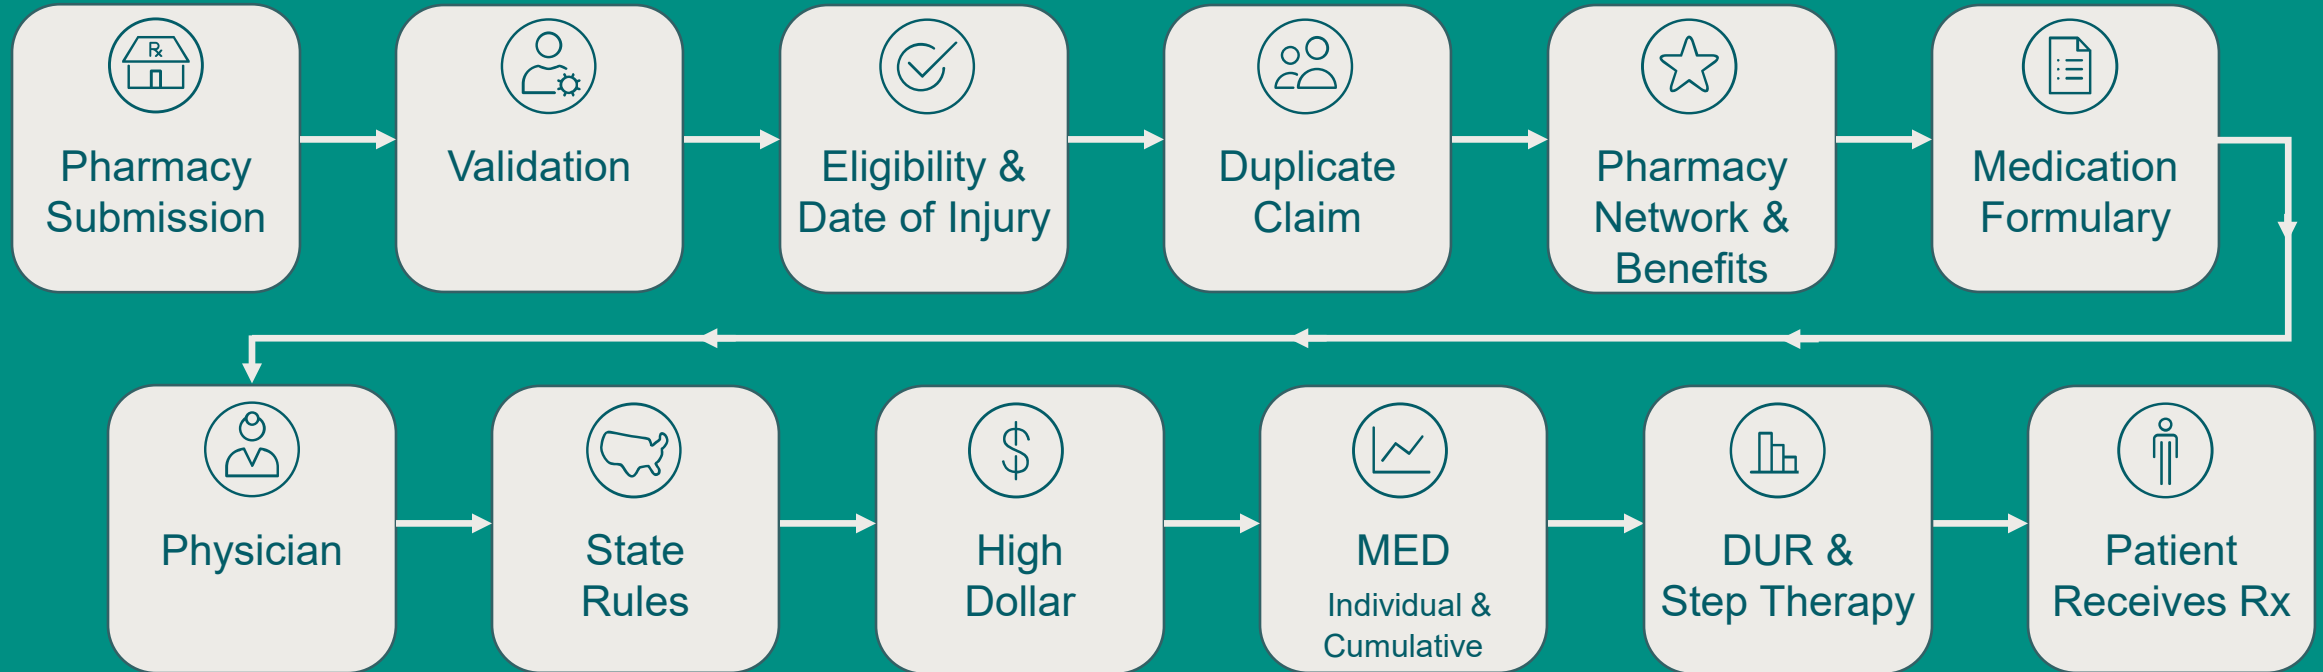 Rx
Pharmacy
Submission
Validation
Eligibility &
Date of Injury
Duplicate
Claim
Pharmacy
Network &
Benefits
Medication
Formulary
Physician
State
Rules
High
Dollar
$
MED
Individual &
Cumulative
DUR &
Step Therapy
Patient
Receives Rx